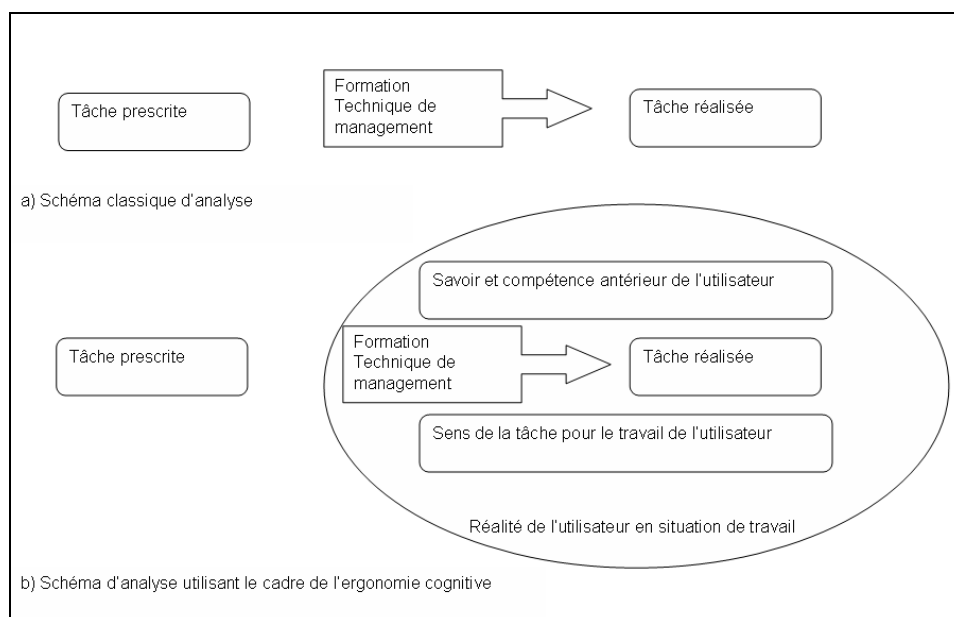 Tâche prescrite
Formation
Technique de
management
Tâche réalisée
a) Schéma classique d'analyse
Savoir et compétence antérieur de l'utilisateur
Tâche prescrite
Formation
Technique de
management
Tâche réalisée
Sens de la tâche pour le travail de l'utilisateur
Réalité de l'utilisateur en situation de travail
b) Schéma d'analyse utilisant le cadre de l'ergonomie cognitive